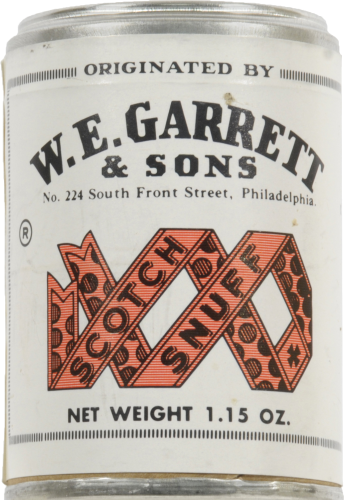 ORIGINATED BY
W.E. GARRETT
& SONS
No. 224 South Front Street, Philadelphia.
®
SCOTCH
SNUFF
NET WEIGHT 1.15 OZ.